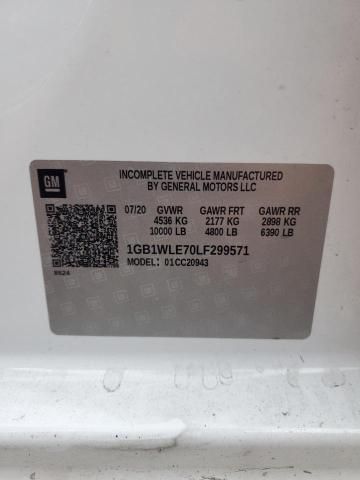 GM
INCOMPLETE VEHICLE MANUFACTURED
BY GENERAL MOTORS LLC
07/20 GVWR GAWR FRT GAWR RR
4536 KG 2177 KG 2898 KG
10000 LB 4800 LB 6390 LB
1GB1WLE70LF299571
MODEL: 01CC20943
8624